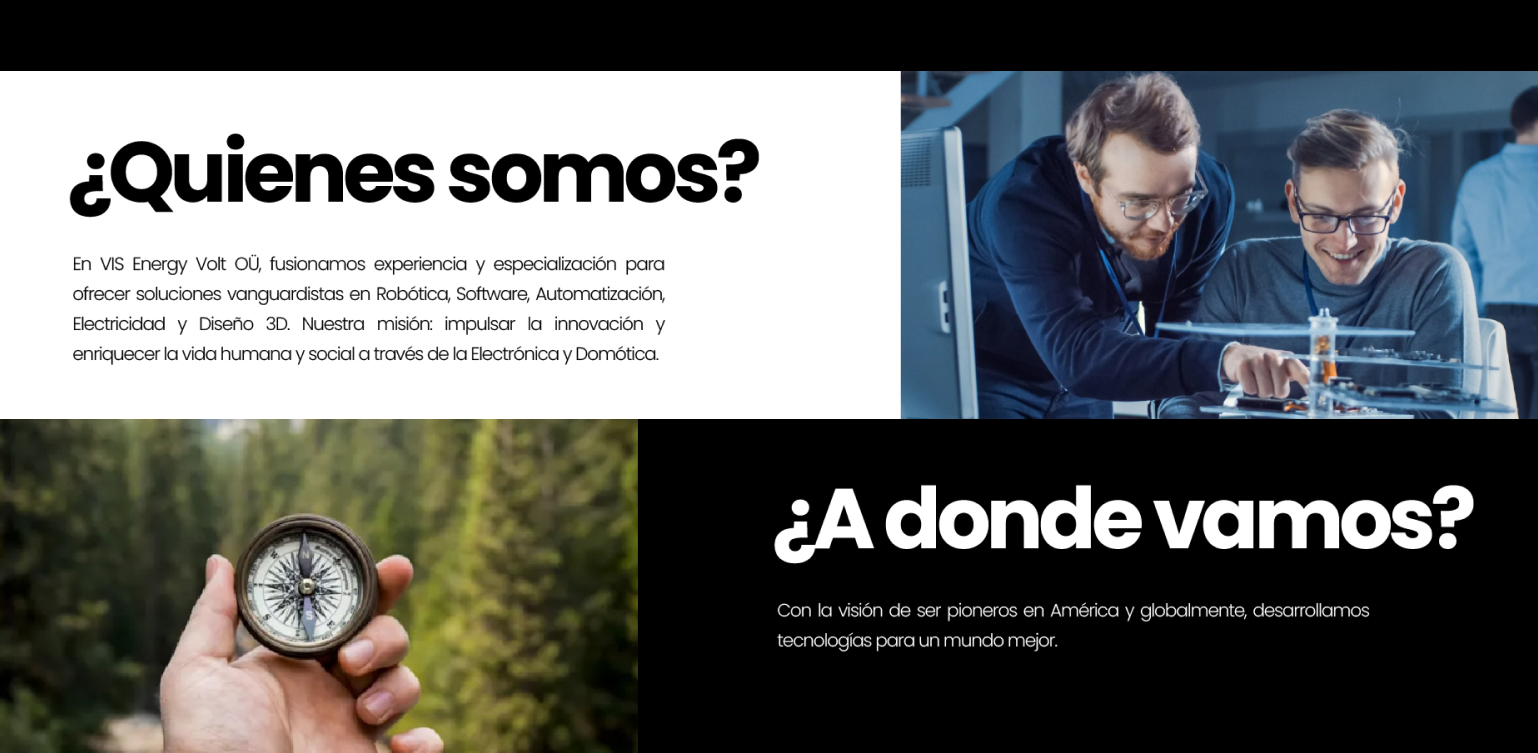 ¿Quienes somos?
En VIS Energy Volt OÜ, fusionamos experiencia y especialización para
ofrecer soluciones vanguardistas en Robótica, Software, Automatización,
Electricidad y Diseño 3D. Nuestra misión: impulsar la innovación y
enriquecer la vida humana y social a través de la Electrónica y Domótica.
¿A donde vamos?
Con la visión de ser pioneros en América y globalmente, desarrollamos
tecnologías para un mundo mejor.